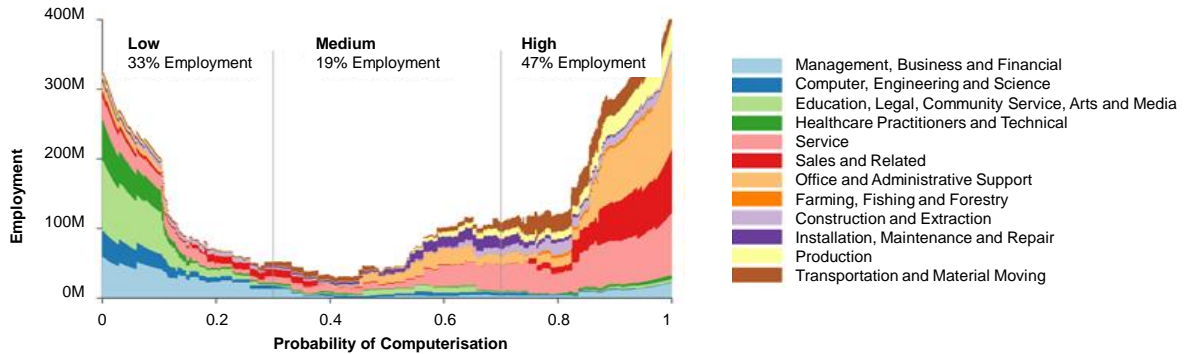 400M
300M
200M
100M
0M
Employment
Low
33% Employment
Medium
19% Employment
High
47% Employment
0
0.2
0.4
0.6
0.8
1
Probability of Computerisation
Management, Business and Financial
Computer, Engineering and Science
Education, Legal, Community Service, Arts and Media
Healthcare Practitioners and Technical
Service
Sales and Related
Office and Administrative Support
Farming, Fishing and Forestry
Construction and Extraction
Installation, Maintenance and Repair
Production
Transportation and Material Moving